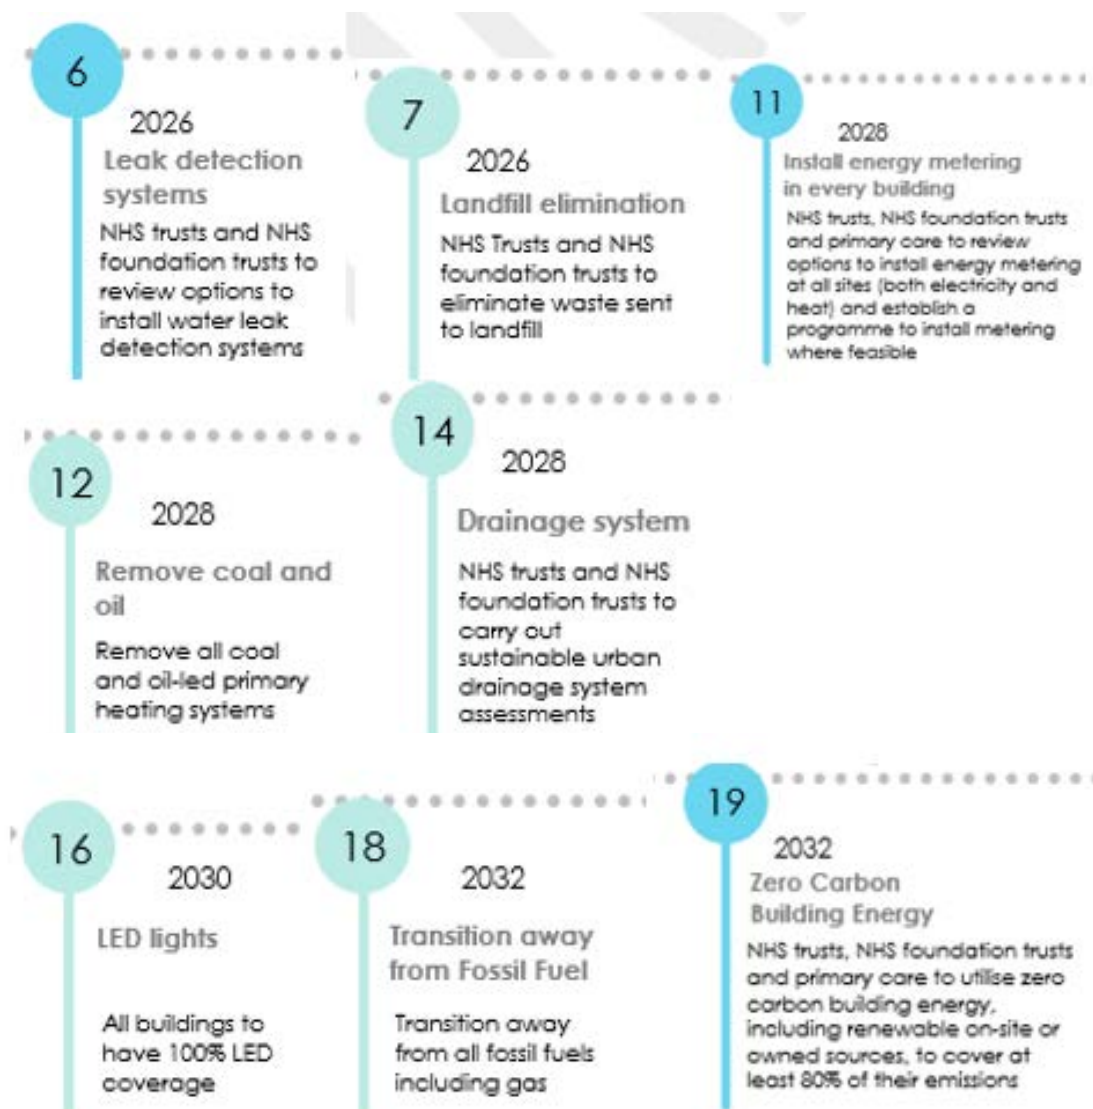 6
2026
Leak detection
systems
NHS trusts and NHS
foundation trusts to
review options to
install water leak
detection systems
7
2026
Landfill elimination
NHS Trusts and NHS
foundation trusts to
eliminate waste sent
to landfill
11
2028
Install energy metering
in every building
NHS trusts, NHS foundation trusts
and primary care to review
options to install energy metering
at all sites (both electricity and
heat) and establish a
programme to install metering
where feasible
12
2028
Remove coal and
oil
Remove all coal
and oil-led primary
heating systems
14
2028
Drainage system
NHS trusts and NHS
foundation trusts to
carry out
sustainable urban
drainage system
assessments
16
2030
LED lights
All buildings to
have 100% LED
coverage
18
2032
Transition away
from Fossil Fuel
Transition away
from all fossil fuels
including gas
19
2032
Zero Carbon
Building Energy
NHS trusts, NHS foundation trusts
and primary care to utilise zero
carbon building energy,
including renewable on-site or
owned sources, to cover at
least 80% of their emissions